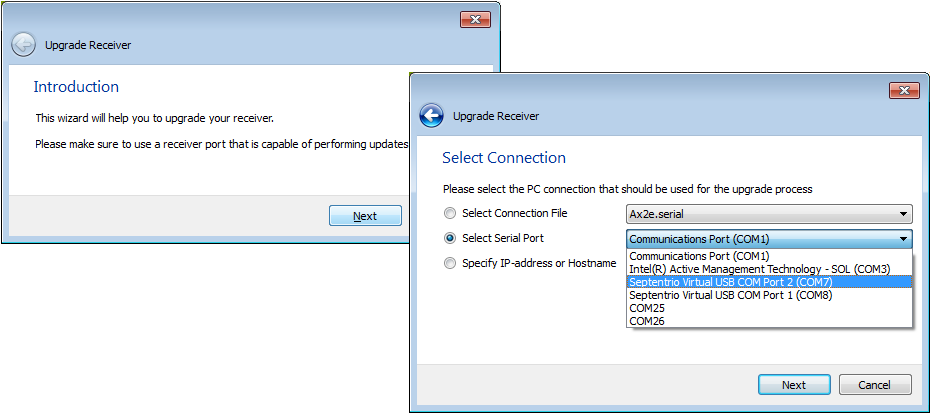 Upgrade Receiver
Introduction
This wizard will help you to upgrade your receiver.
Please make sure to use a receiver port that is capable of performing updates
Next
Upgrade Receiver
Select Connection
Please select the PC connection that should be used for the upgrade process
Select Connection File
Ax2e.serial
Select Serial Port
Communications Port (COM1)
Specify IP-address or Hostname
Communications Port (COM1)
Intel(R) Active Management Technology - SOL (COM3)
Septentrio Virtual USB COM Port 2 (COM7)
Septentrio Virtual USB COM Port 1 (COM8)
COM25
COM26
Next
Cancel